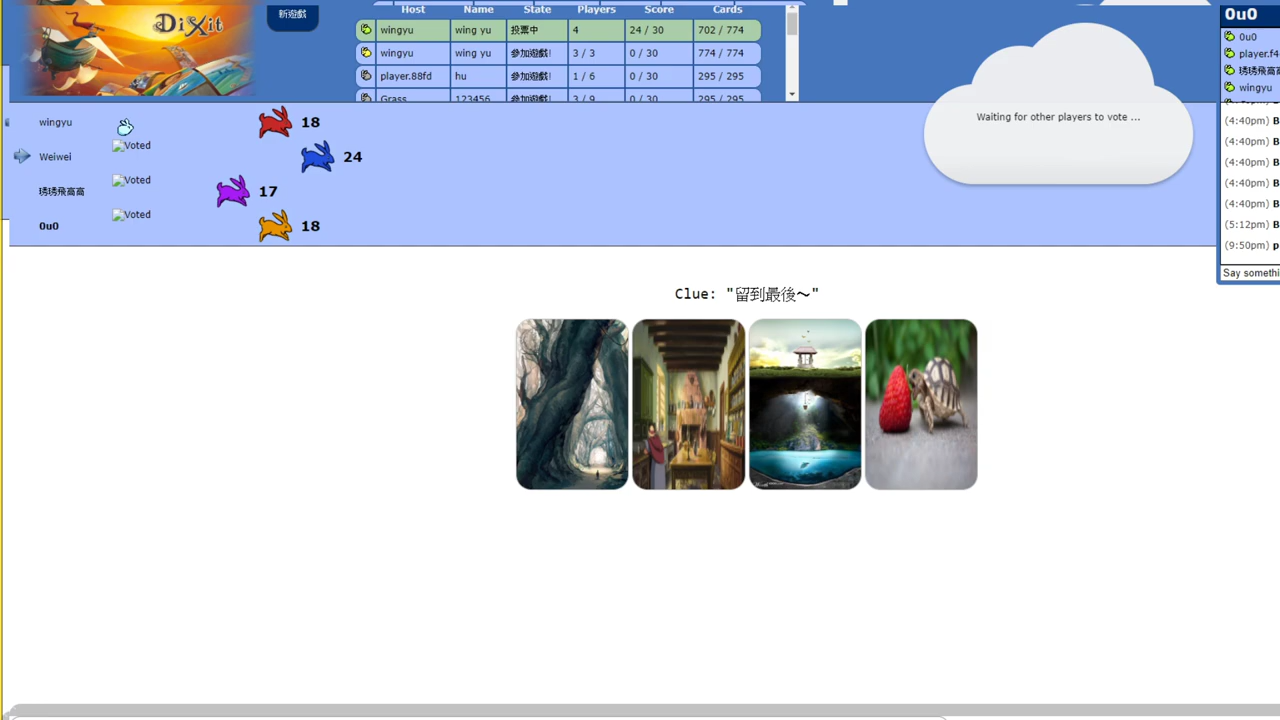 DiXit
新遊戲
Host Name State Players Score Cards
wingyu wing yu 投票中 4 24 / 30 702 / 774
wingyu wing yu 參加遊戲! 3 / 3 0 / 30 774 / 774
player.88fd hu 參加遊戲! 1 / 6 0 / 30 295 / 295
Grass 123456 參加遊戲! 3 / 9 0 / 30 295 / 295
wingyu 18
Voted
Weiwei 24
Voted
琇琇飛高高 17
Voted
0u0 18
Waiting for other players to vote ...
0u0
0u0
player.f4
琇琇飛高高
wingyu
(4:40pm) B
(4:40pm) B
(4:40pm) B
(4:40pm) B
(4:40pm) B
(5:12pm) B
(9:50pm) p
Say somethi
Clue: "留到最後～"